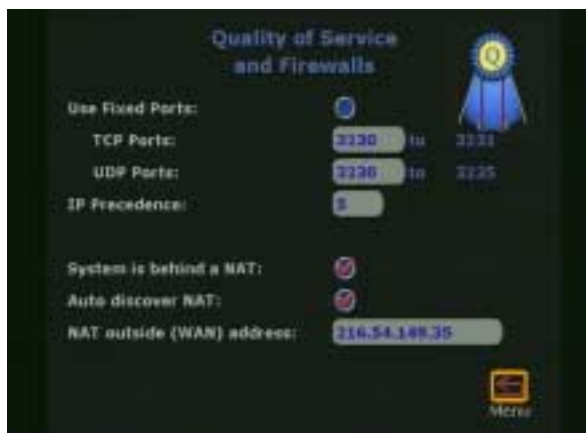 Quality of Service
and Firewalls
Q
Use Fixed Ports:
TCP Ports: 3230 to 3231
UDP Ports: 3230 to 3235
IP Precedence: 5
System is behind a NAT:
Auto discover NAT:
NAT outside (WAN) address: 216.54.149.35
Menu